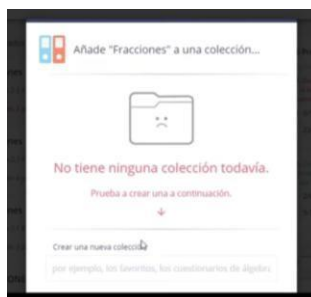 Añade "Fracciones" a una colección...
No tiene ninguna colección todavía.
Prueba a crear una a continuación.
Crear una nueva colección
por ejemplo, los favoritos, los cuestionarios de álgidos